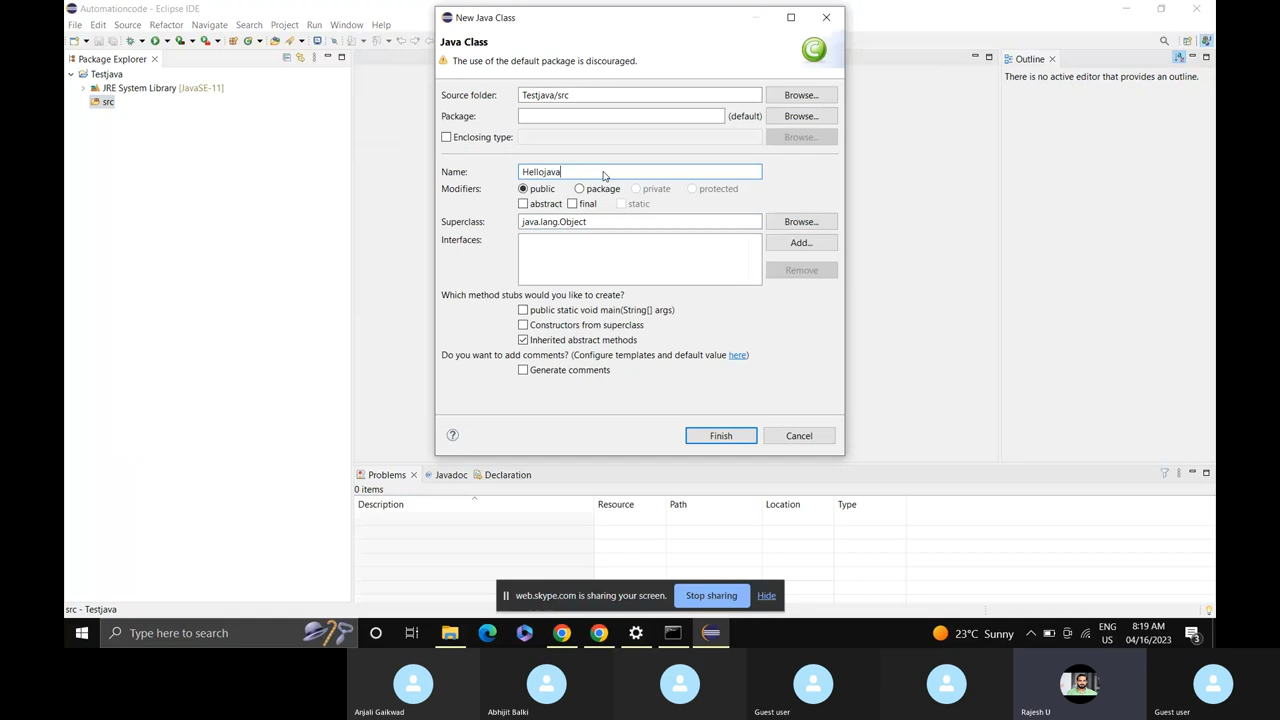 Automationcode - Eclipse IDE
File Edit Source Refactor Navigate Search Project Run Window Help
Package Explorer
Testjava
JRE System Library [JavaSE-11]
src
New Java Class
Java Class
The use of the default package is discouraged.
Source folder: Testjava/src Browse...
Package: (default) Browse...
Enclosing type: Browse...
Name: Hellojava
Modifiers: public package private protected
abstract final static
Superclass: java.lang.Object Browse...
Interfaces: Add...
Remove
Which method stubs would you like to create?
public static void main(String[] args)
Constructors from superclass
Inherited abstract methods
Do you want to add comments? (Configure templates and default value here)
Generate comments
? Finish Cancel
Outline
There is no active editor that provides an outline.
Problems Javadoc Declaration
0 items
Description Resource Path Location Type
web.skype.com is sharing your screen. Stop sharing Hide
src - Testjava
Type here to search
23°C Sunny
ENG
US
8:19 AM
04/16/2023
3
Anjali Gaikwad
Abhijit Balki
Guest user
Rajesh U
Guest user